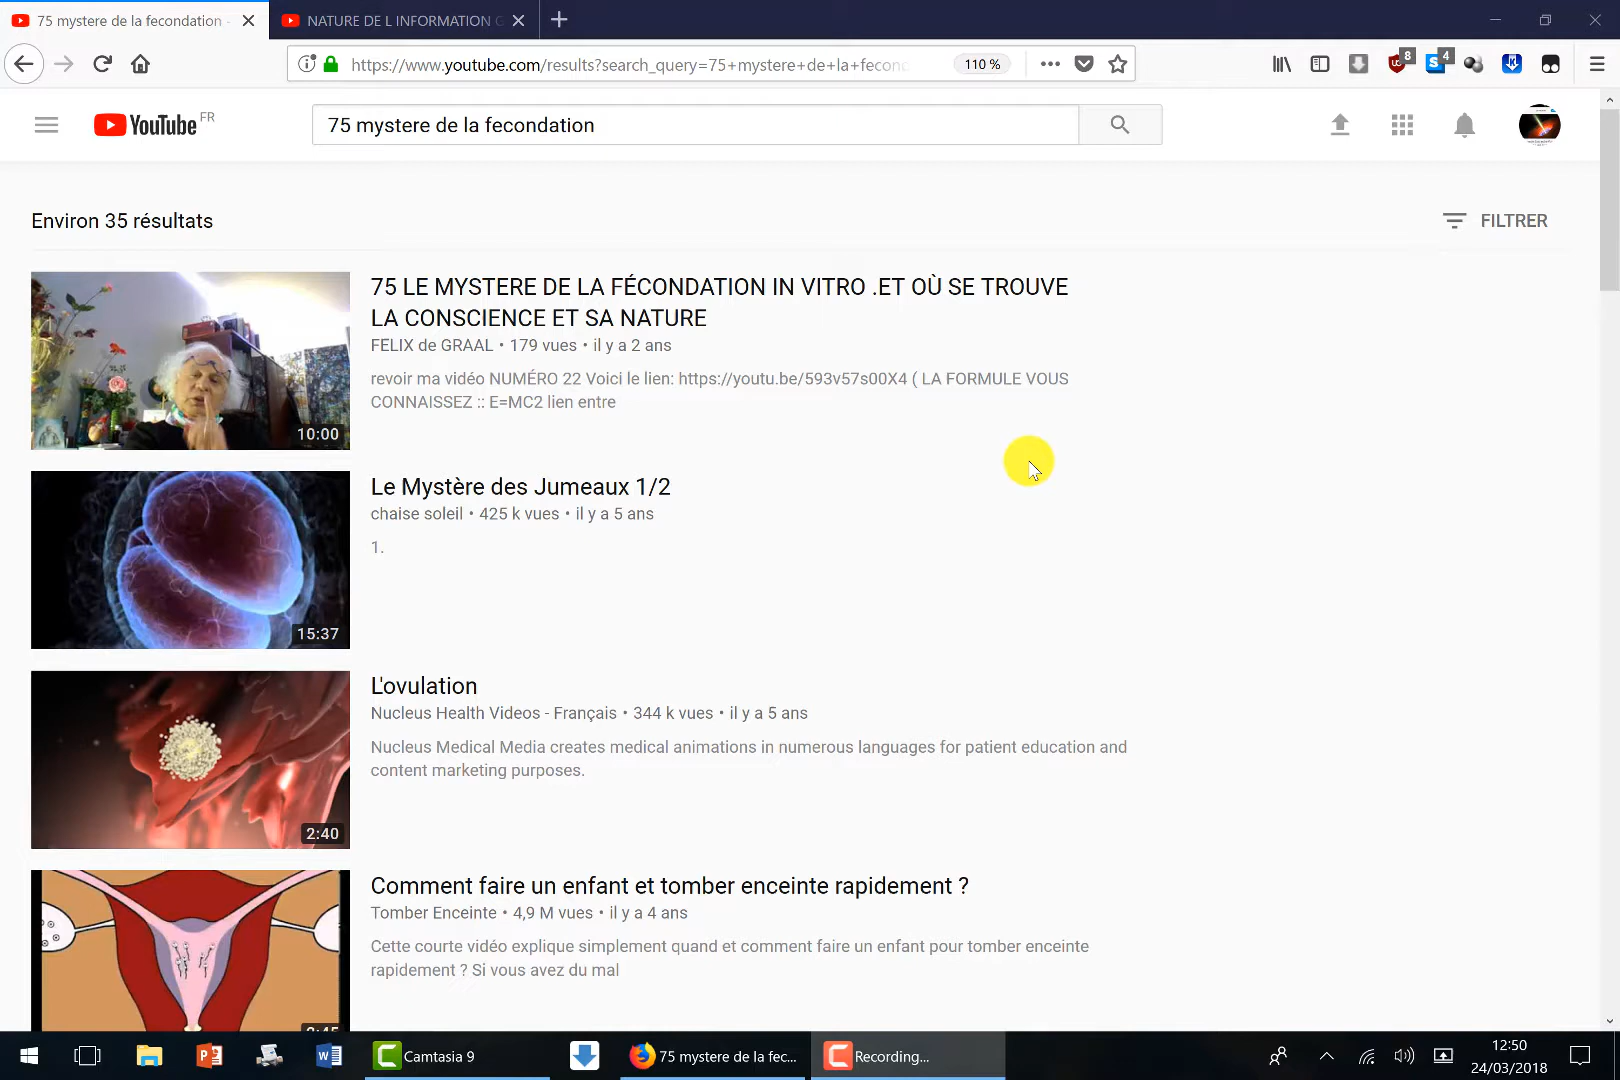 75 mystere de la fecondation -
NATURE DE L INFORMATION G
https://www.youtube.com/results?search_query=75+mystere+de+la+fecond
110 %
8
4
YouTube FR
75 mystere de la fecondation
Environ 35 résultats
FILTRER
75 LE MYSTERE DE LA FÉCONDATION IN VITRO .ET OÙ SE TROUVE
LA CONSCIENCE ET SA NATURE
FELIX de GRAAL • 179 vues • il y a 2 ans
revoir ma vidéo NUMÉRO 22 Voici le lien: https://youtu.be/593v57s00X4 ( LA FORMULE VOUS
CONNAISSEZ :: E=MC2 lien entre
10:00
Le Mystère des Jumeaux 1/2
chaise soleil • 425 k vues • il y a 5 ans
1.
15:37
L'ovulation
Nucleus Health Videos - Français • 344 k vues • il y a 5 ans
Nucleus Medical Media creates medical animations in numerous languages for patient education and
content marketing purposes.
2:40
Comment faire un enfant et tomber enceinte rapidement ?
Tomber Enceinte • 4,9 M vues • il y a 4 ans
Cette courte vidéo explique simplement quand et comment faire un enfant pour tomber enceinte
rapidement ? Si vous avez du mal
Camtasia 9
75 mystere de la fec...
Recording...
12:50
24/03/2018